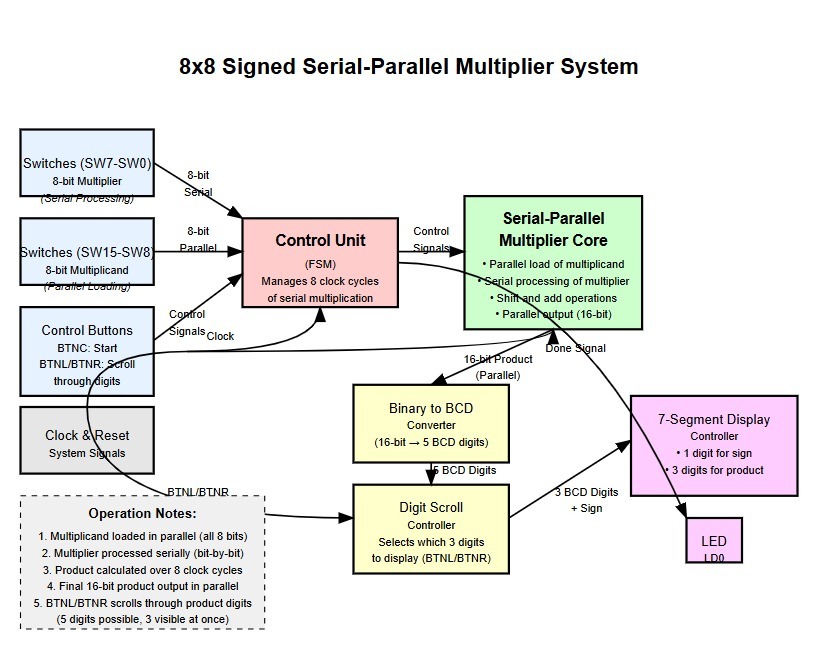 8x8 Signed Serial-Parallel Multiplier System
Switches (SW7-SW0)
8-bit Multiplier
(Serial Processing)
8-bit
Serial
Switches (SW15-SW8)
8-bit Multiplicand
(Parallel Loading)
8-bit
Parallel
Control Buttons
BTNC: Start
BTNL/BTNR: Scroll
through digits
Control
Signals
Clock
Clock & Reset
System Signals
Control Unit
(FSM)
Manages 8 clock cycles
of serial multiplication
Control
Signals
Serial-Parallel
Multiplier Core
• Parallel load of multiplicand
• Serial processing of multiplier
• Shift and add operations
• Parallel output (16-bit)
Done Signal
16-bit Product
(Parallel)
Binary to BCD
Converter
(16-bit → 5 BCD digits)
5 BCD Digits
Digit Scroll
Controller
Selects which 3 digits
to display (BTNL/BTNR)
3 BCD Digits
+ Sign
7-Segment Display
Controller
• 1 digit for sign
• 3 digits for product
LED
LD0
BTNL/BTNR
Operation Notes:
1. Multiplicand loaded in parallel (all 8 bits)
2. Multiplier processed serially (bit-by-bit)
3. Product calculated over 8 clock cycles
4. Final 16-bit product output in parallel
5. BTNL/BTNR scrolls through product digits
(5 digits possible, 3 visible at once)